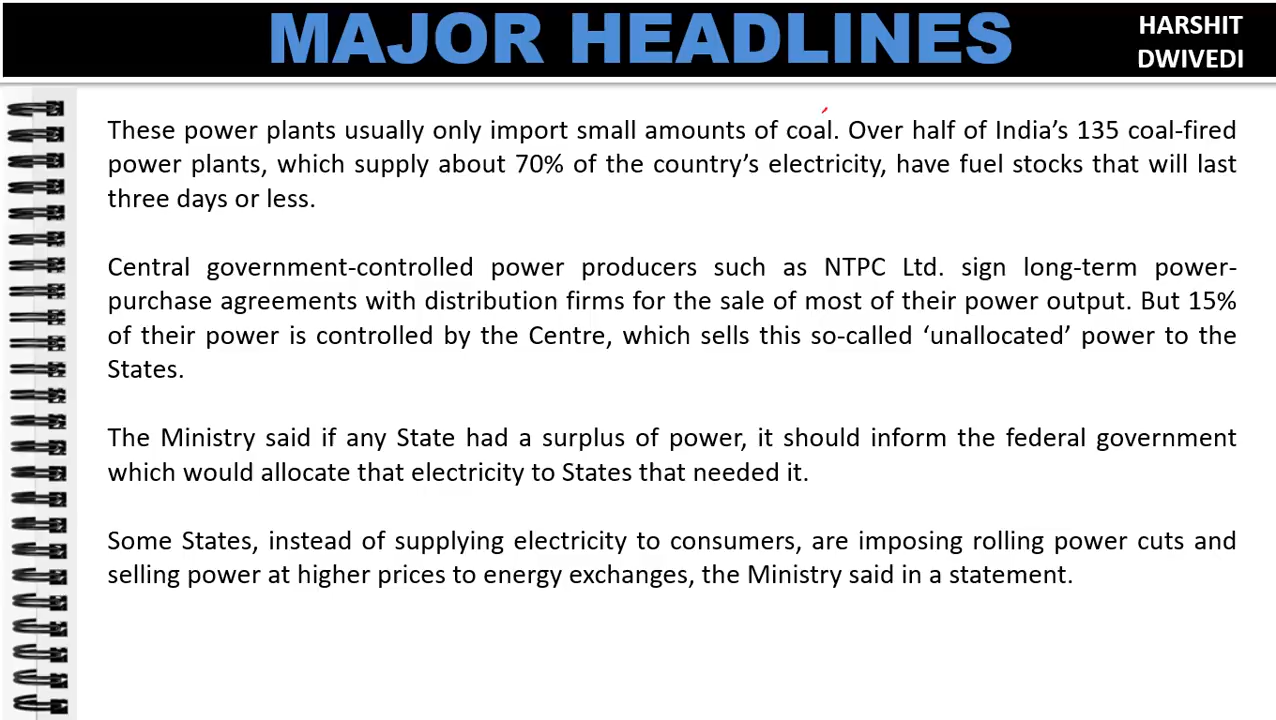 MAJOR HEADLINES
HARSHIT
DWIVEDI
These power plants usually only import small amounts of coal. Over half of India’s 135 coal-fired
power plants, which supply about 70% of the country’s electricity, have fuel stocks that will last
three days or less.
Central government-controlled power producers such as NTPC Ltd. sign long-term power-
purchase agreements with distribution firms for the sale of most of their power output. But 15%
of their power is controlled by the Centre, which sells this so-called ‘unallocated’ power to the
States.
The Ministry said if any State had a surplus of power, it should inform the federal government
which would allocate that electricity to States that needed it.
Some States, instead of supplying electricity to consumers, are imposing rolling power cuts and
selling power at higher prices to energy exchanges, the Ministry said in a statement.